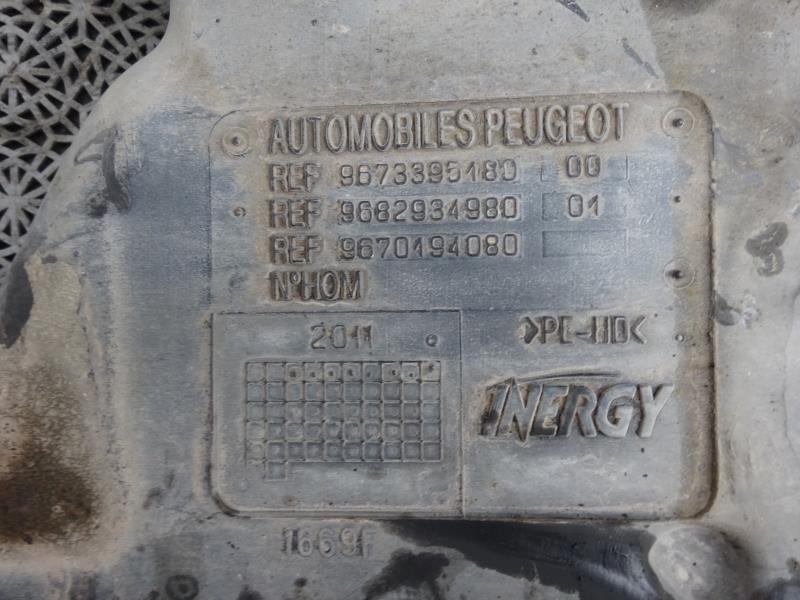 AUTOMOBILES PEUGEOT
REF 9673395180 00
REF 9682934980 01
REF 9670194080
N°HOM
2011
>PE-HD<
INERGY
1669F